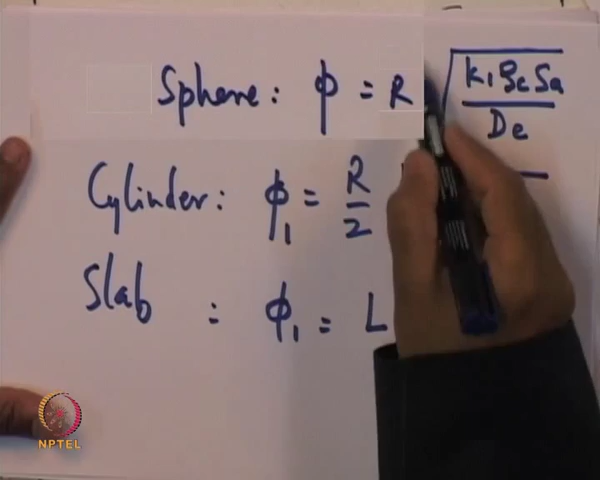 Sphere: ϕ = R √(k₁ ρc Sa / De)
Cylinder: ϕ₁ = R/2
Slab : ϕ₁ = L
NPTEL